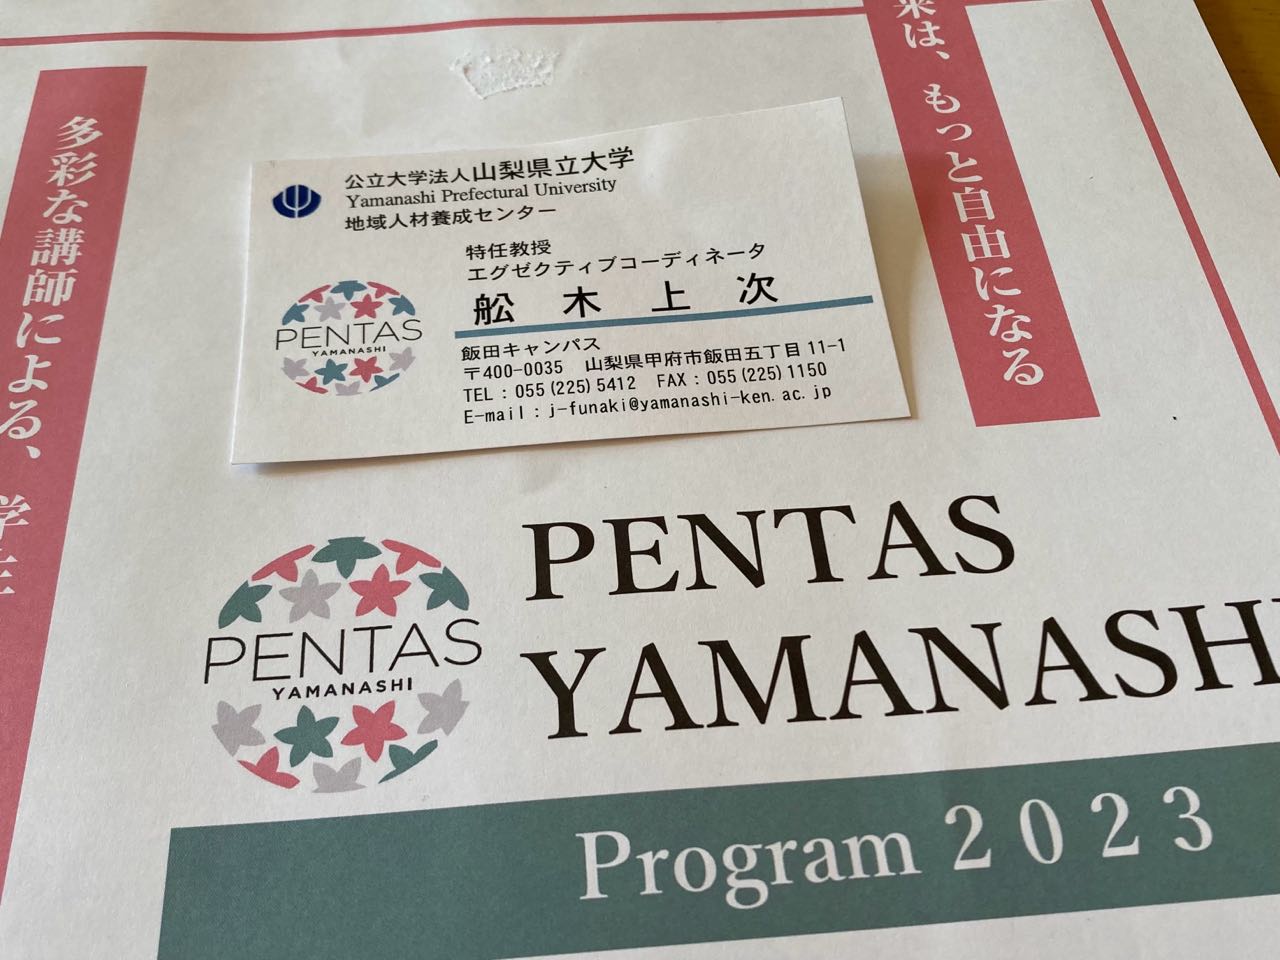 来は、もっと自由になる
多彩な講師による、学生
公立大学法人山梨県立大学
Yamanashi Prefectural University
地域人材養成センター
特任教授
エグゼクティブコーディネータ
舩木上次
PENTAS
YAMANASHI
飯田キャンパス
〒400-0035 山梨県甲府市飯田五丁目11-1
TEL : 055(225)5412 FAX : 055(225)1150
E-mail : j-funaki@yamanashi-ken.ac.jp
PENTAS
YAMANASHI
PENTAS
YAMANASHI
Program 2023